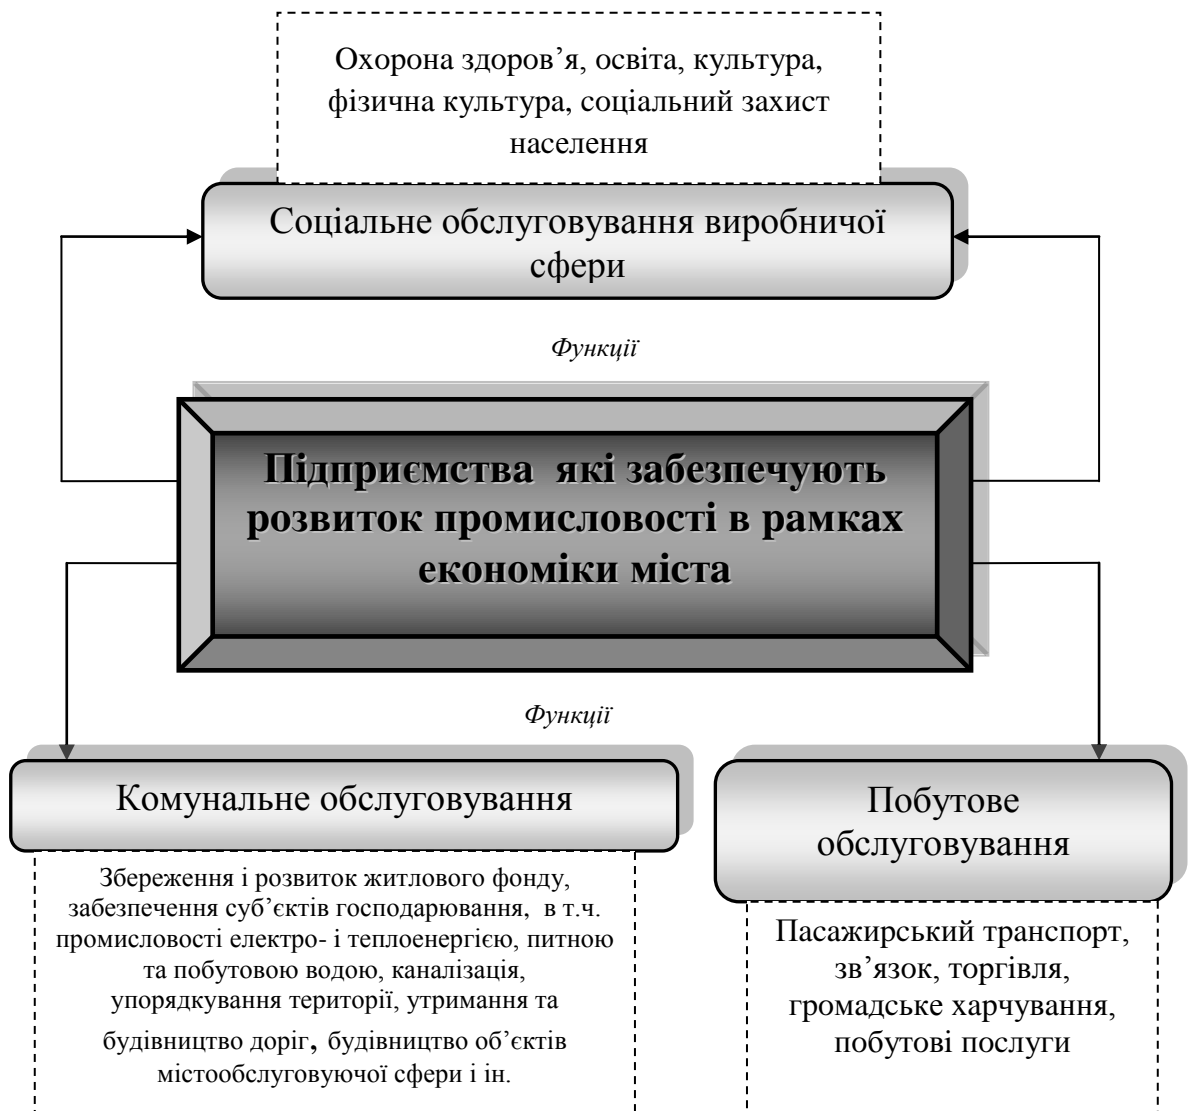 Охорона здоров’я, освіта, культура,
фізична культура, соціальний захист
населення
Соціальне обслуговування виробничої
сфери
Функції
Підприємства які забезпечують
розвиток промисловості в рамках
економіки міста
Функції
Комунальне обслуговування
Збереження і розвиток житлового фонду,
забезпечення суб’єктів господарювання, в т.ч.
промисловості електро- і теплоенергією, питною
та побутовою водою, каналізація,
упорядкування території, утримання та
будівництво доріг, будівництво об’єктів
містообслуговуючої сфери і ін.
Побутове
обслуговування
Пасажирський транспорт,
зв’язок, торгівля,
громадське харчування,
побутові послуги